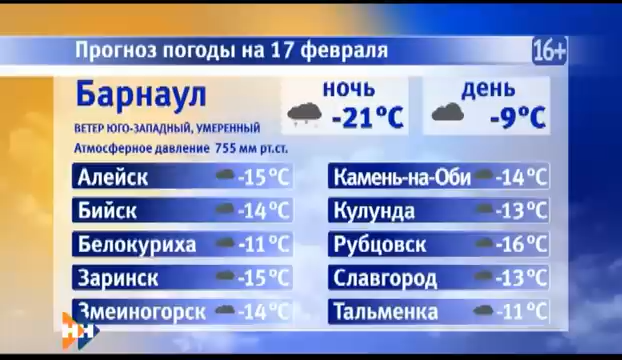 Прогноз погоды на 17 февраля
16+
Барнаул
ночь
-21°C
день
-9°C
ВЕТЕР ЮГО-ЗАПАДНЫЙ, УМЕРЕННЫЙ
Атмосферное давление 755 мм рт.ст.
Алейск -15°C
Бийск -14°C
Белокуриха -11°C
Заринск -15°C
Змеиногорск -14°C
Камень-на-Оби -14°C
Кулунда -13°C
Рубцовск -16°C
Славгород -13°C
Тальменка -11°C
НН